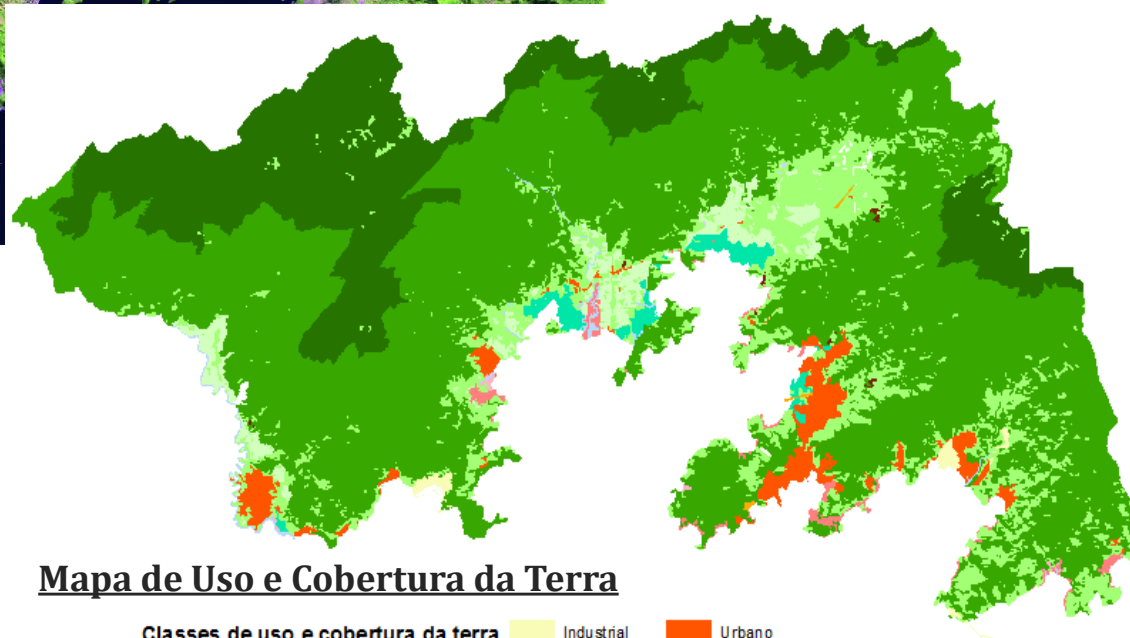 Mapa de Uso e Cobertura da Terra
Classes de uso e cobertura da terra Industrial Urbano